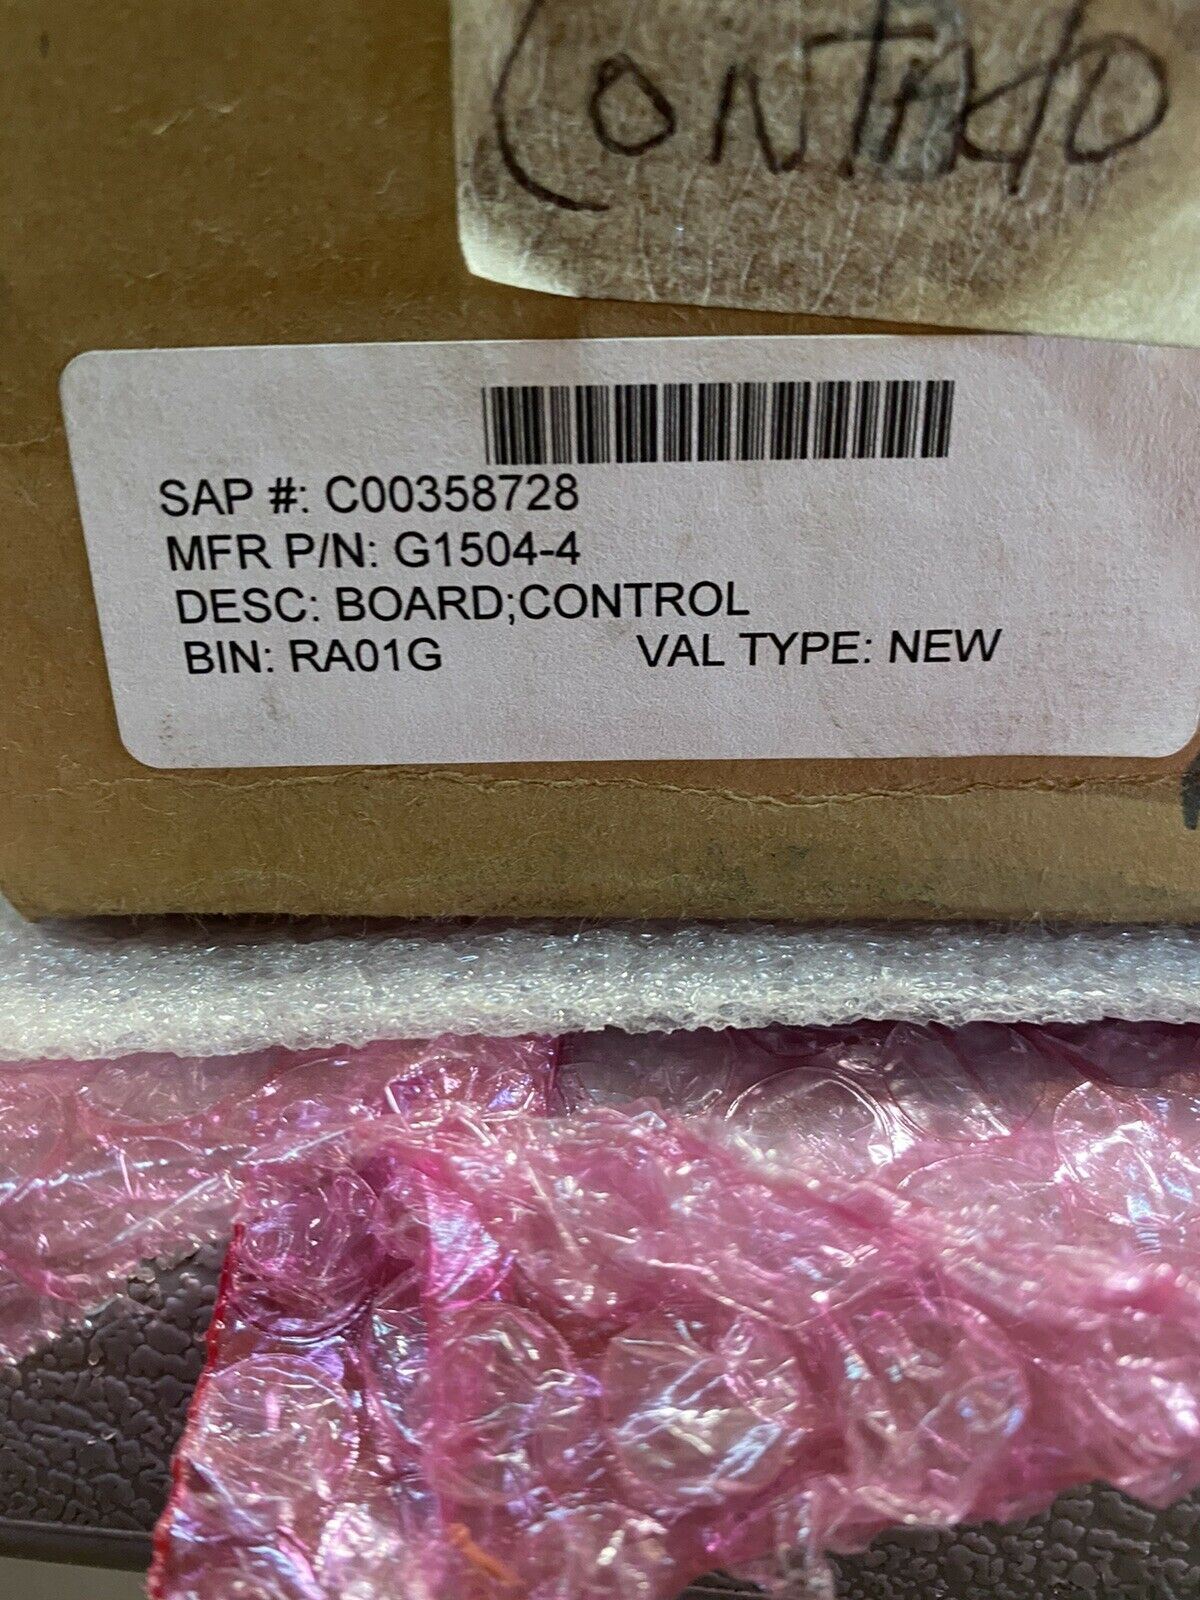 SAP #: C00358728
MFR P/N: G1504-4
DESC: BOARD;CONTROL
BIN: RA01G VAL TYPE: NEW